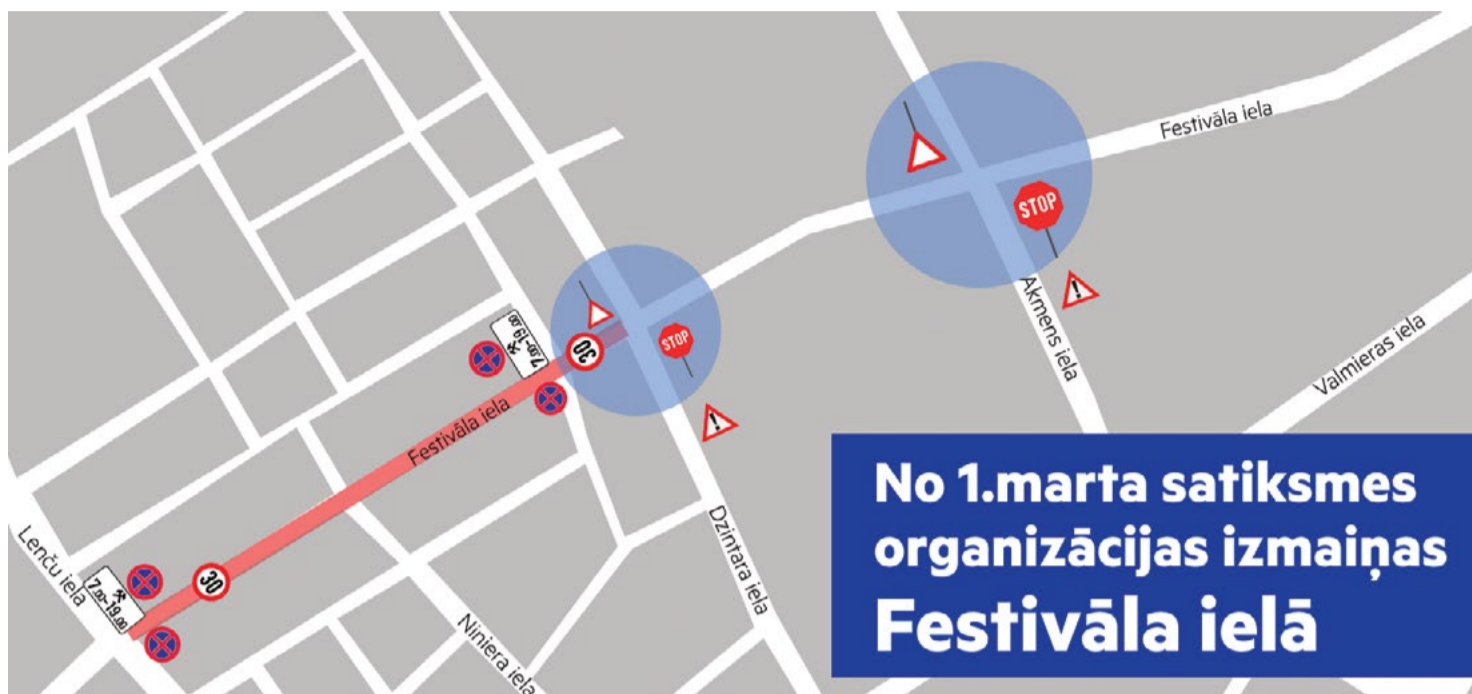 Festivāla iela
STOP
Akmens iela
Valmieras iela
7.00-19.00
30
STOP
!
!
Festivāla iela
Dzintara iela
Lenču iela
7.00-19.00
30
Niniera iela
No 1.marta satiksmes
organizācijas izmaiņas
Festivāla ielā